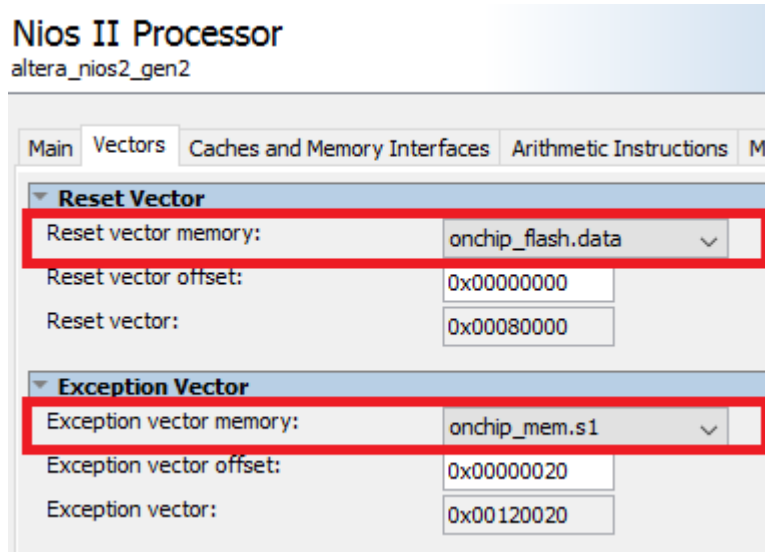 Nios II Processor
altera_nios2_gen2
Main Vectors Caches and Memory Interfaces Arithmetic Instructions M
Reset Vector
Reset vector memory: onchip_flash.data
Reset vector offset: 0x00000000
Reset vector: 0x00080000
Exception Vector
Exception vector memory: onchip_mem.s1
Exception vector offset: 0x00000020
Exception vector: 0x00120020